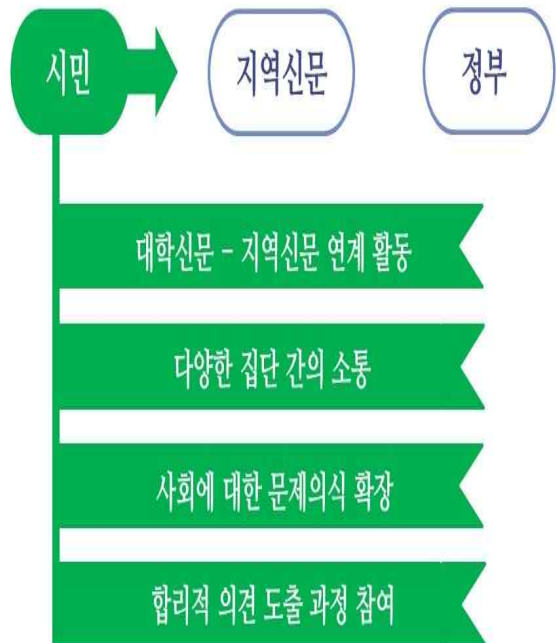 시민
지역신문
정부
대학신문 - 지역신문 연계 활동
다양한 집단 간의 소통
사회에 대한 문제의식 확장
합리적 의견 도출 과정 참여